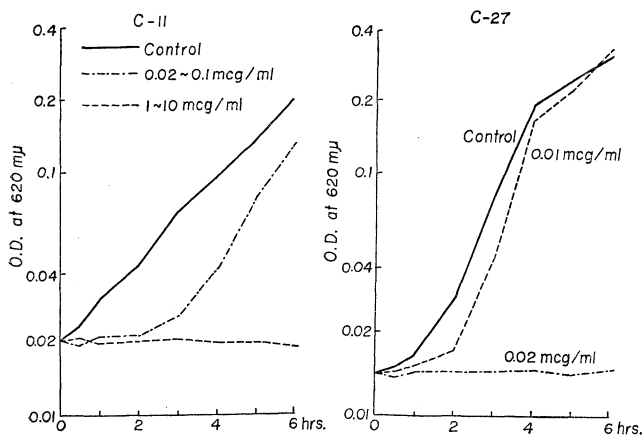 C-11
Control
0.02~0.1 mcg/ml
1~10 mcg/ml
O.D. at 620 mμ
0.4
0.2
0.1
0.04
0.02
0.01
0 2 4 6 hrs.
C-27
Control
0.01 mcg/ml
0.02 mcg/ml
O.D. at 620 mμ
0.4
0.2
0.1
0.04
0.02
0.01
0 2 4 6 hrs.